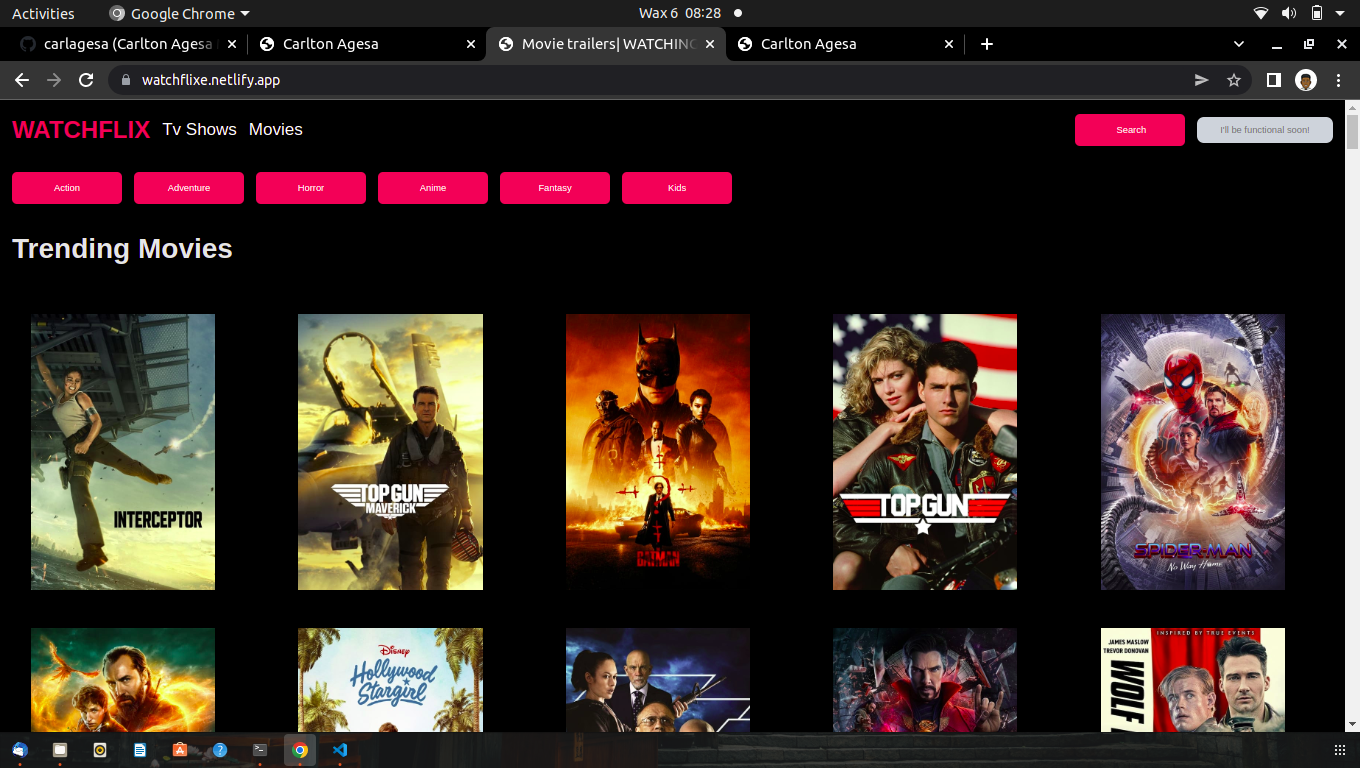 Activities Google Chrome Wax 6 08:28
carlagesa (Carlton Agesa Carlton Agesa Movie trailers| WATCHING Carlton Agesa
watchflixe.netlify.app
WATCHFLIX Tv Shows Movies Search I'll be functional soon!
Action Adventure Horror Anime Fantasy Kids
Trending Movies
INTERCEPTOR
TOP GUN
MAVERICK
THE
BATMAN
TOP GUN
SPIDER-MAN
No Way Home
Disney
Hollywood
Stargirl
INSPIRED BY TRUE EVENTS
JAMES MASLOW
TREVOR DONOVAN
WOLF